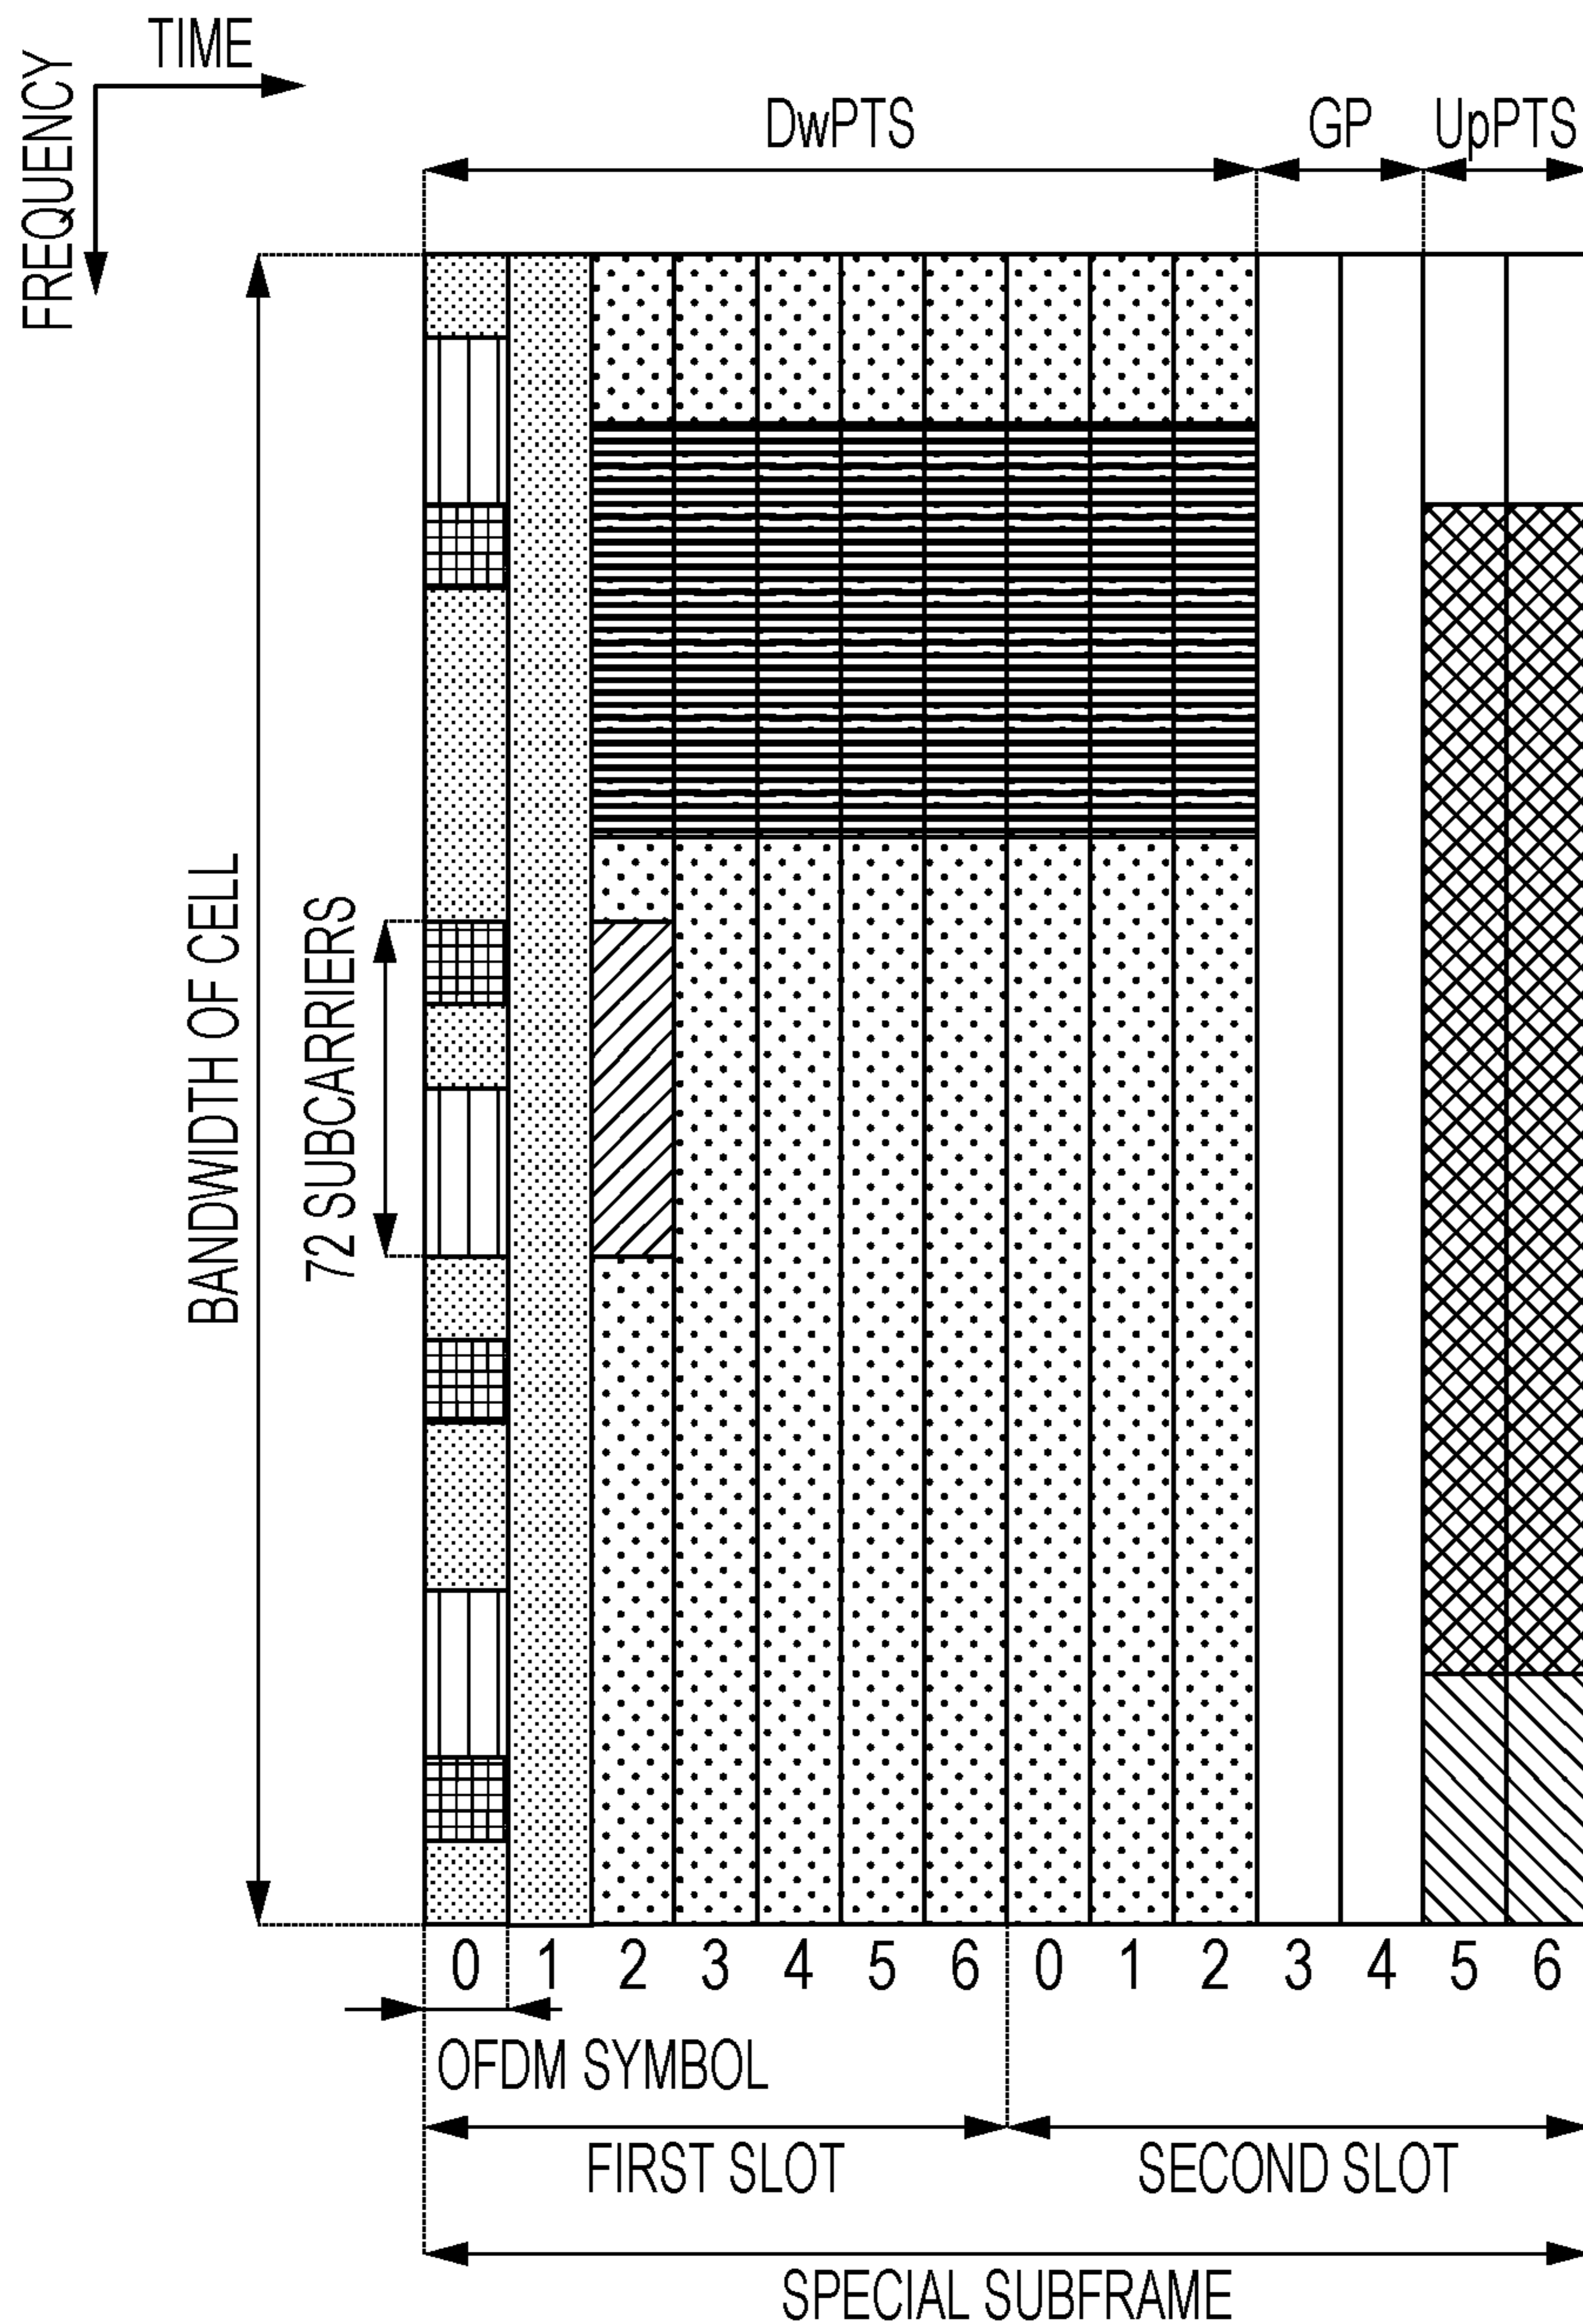 TIME
FREQUENCY
DwPTS GP UpPTS
BANDWIDTH OF CELL
72 SUBCARRIERS
0 1 2 3 4 5 6 0 1 2 3 4 5 6
OFDM SYMBOL
FIRST SLOT SECOND SLOT
SPECIAL SUBFRAME